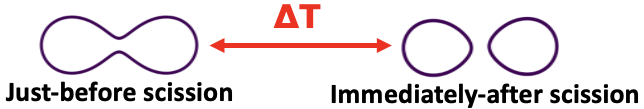 ΔT
Just-before scission
Immediately-after scission